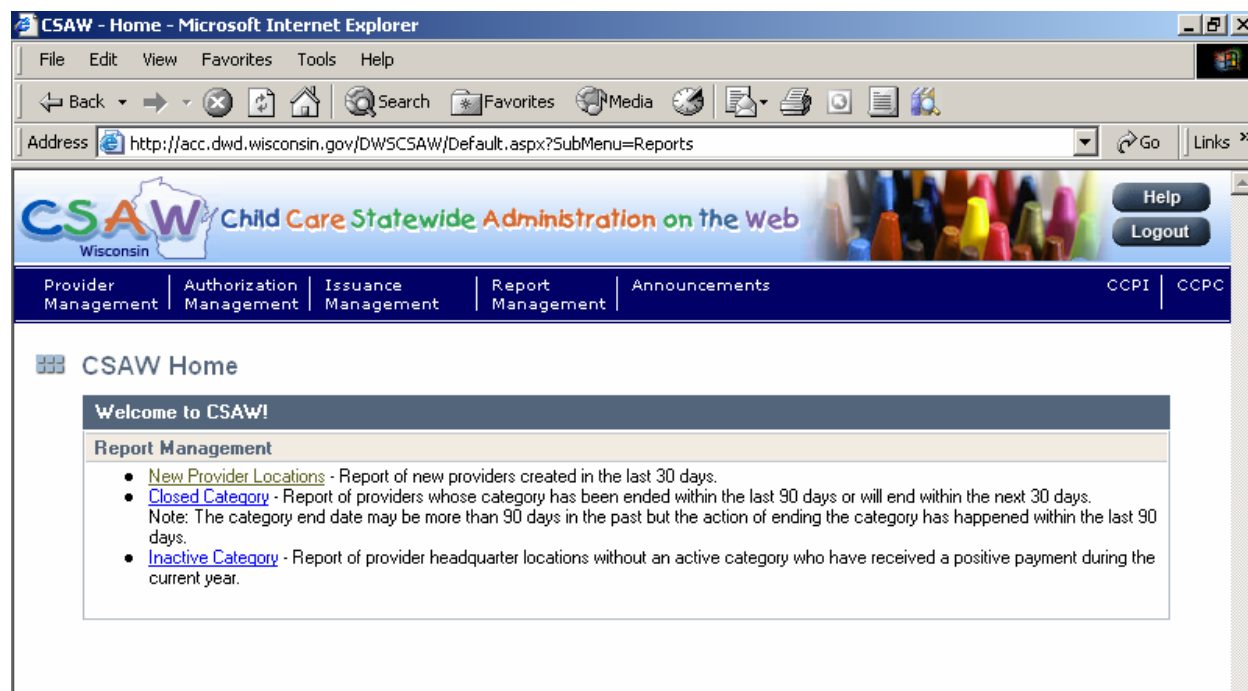 CSAW - Home - Microsoft Internet Explorer
File Edit View Favorites Tools Help
Back Search Favorites Media
Address http://acc.dwd.wisconsin.gov/DWSCSAW/Default.aspx?SubMenu=Reports Go Links »
CSAW Child Care Statewide Administration on the Web
Wisconsin
Help
Logout
Provider Authorization Issuance Report Announcements CCPI CCPC
Management Management Management Management
CSAW Home
Welcome to CSAW!
Report Management
• New Provider Locations - Report of new providers created in the last 30 days.
• Closed Category - Report of providers whose category has been ended within the last 90 days or will end within the next 30 days.
Note: The category end date may be more than 90 days in the past but the action of ending the category has happened within the last 90
days.
• Inactive Category - Report of provider headquarter locations without an active category who have received a positive payment during the
current year.